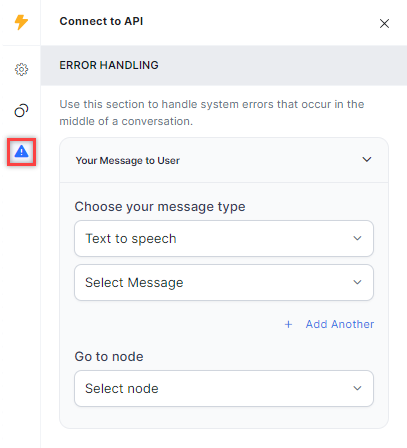 Connect to API
ERROR HANDLING
Use this section to handle system errors that occur in the
middle of a conversation.
Your Message to User
Choose your message type
Text to speech
Select Message
+ Add Another
Go to node
Select node